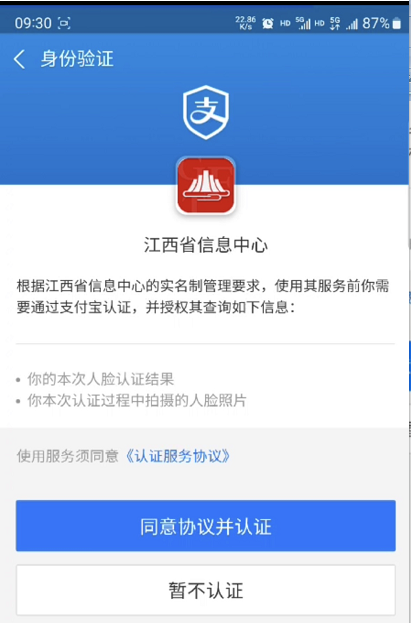 09:30 22.86 K/s HD 5G HD 5G 87%
身份验证
支
江西省信息中心
根据江西省信息中心的实名制管理要求，使用其服务前你需
要通过支付宝认证，并授权其查询如下信息：
• 你的本次人脸认证结果
• 你本次认证过程中拍摄的人脸照片
使用服务须同意《认证服务协议》
同意协议并认证
暂不认证